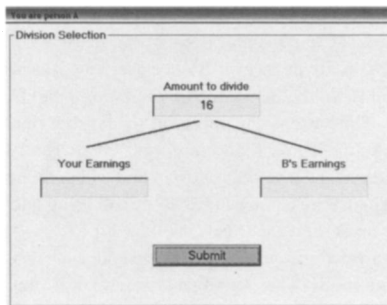 You are person A
Division Selection
Amount to divide
16
Your Earnings B's Earnings
Submit